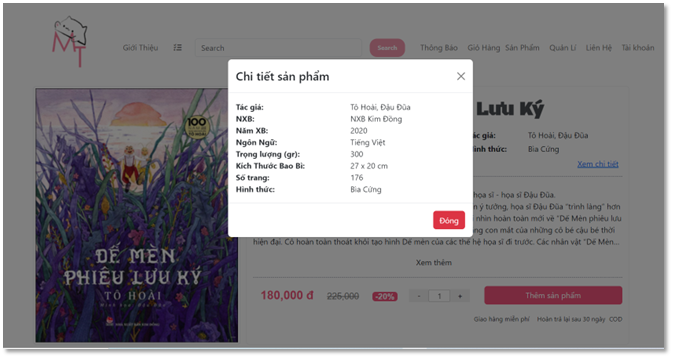 MT
Giới Thiệu
Search
Search
Thông Báo
Giỏ Hàng
Sản Phẩm
Quản Lí
Liên Hệ
Tài khoản
Chi tiết sản phẩm
Tác giả: Tô Hoài, Đậu Đũa
NXB: NXB Kim Đồng
Năm XB: 2020
Ngôn Ngữ: Tiếng Việt
Trọng lượng (gr): 300
Kích Thước Bao Bì: 27 x 20 cm
Số trang: 176
Hình thức: Bìa Cứng
Đóng
100
DẾ MÈN
PHIÊU LƯU KÝ
TÔ HOÀI
Lưu Ký
ác giả: Tô Hoài, Đậu Đũa
ình thức: Bìa Cứng
Xem chi tiết
họa sĩ - họa sĩ Đậu Đũa.
n ý tưởng, họa sĩ Đậu Đũa "trình làng" hơn
nhìn hoàn toàn mới về "Dế Mèn phiêu lưu
ng con mắt của những cô bé cậu bé thời
hiện đại. Cô hoàn toàn thoát khỏi tạo hình Dế mèn của các thế hệ họa sĩ đi trước. Các nhân vật "Dế Mèn...
Xem thêm
180,000 đ 225,000 -20% - 1 + Thêm sản phẩm
Giao hàng miễn phí Hoàn trả lại sau 30 ngày COD